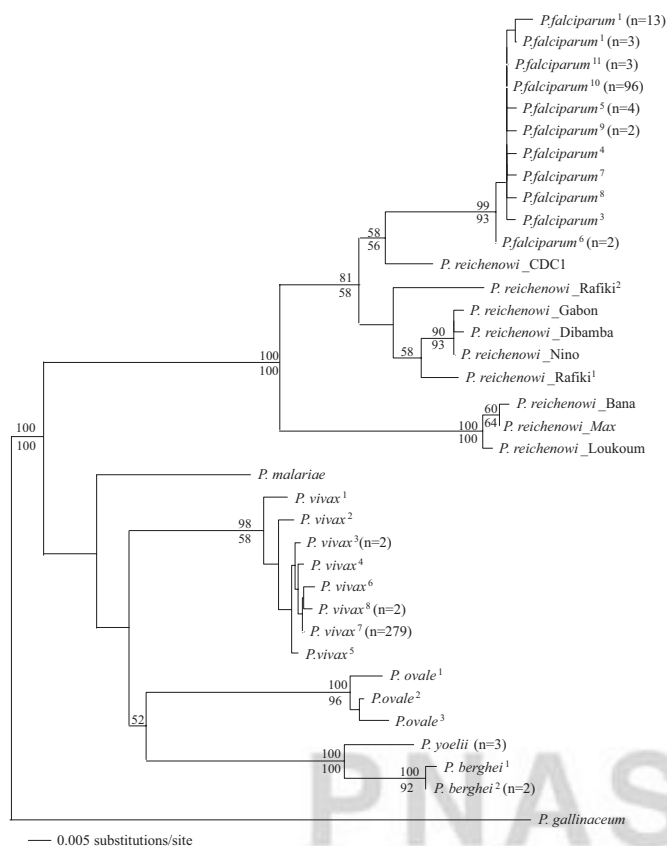 P.falciparum¹ (n=13)
P.falciparum¹ (n=3)
P.falciparum¹¹ (n=3)
P.falciparum¹⁰ (n=96)
P.falciparum⁵ (n=4)
P.falciparum⁹ (n=2)
P.falciparum⁴
P.falciparum⁷
P.falciparum⁸
99
93
P.falciparum³
58
56
P.falciparum⁶ (n=2)
P. reichenowi_CDC1
81
58
P. reichenowi_Rafiki²
P. reichenowi_Gabon
90
93
P. reichenowi_Dibamba
58
P. reichenowi_Nino
100
100
P. reichenowi_Rafiki¹
P. reichenowi_Bana
60
64
P. reichenowi_Max
100
100
P. reichenowi_Loukoum
100
100
P. malariae
P. vivax¹
98
58
P. vivax²
P. vivax³ (n=2)
P. vivax⁴
P. vivax⁶
P. vivax⁸ (n=2)
P. vivax⁷ (n=279)
P.vivax⁵
P. ovale¹
100
96
P.ovale²
P.ovale³
52
P. yoelii (n=3)
100
100
P. berghei¹
100
92
P. berghei² (n=2)
PNAS
P. gallinaceum
0.005 substitutions/site